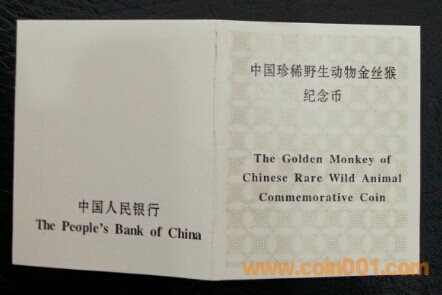 中国人民银行
The People's Bank of China
中国珍稀野生动物金丝猴
纪念币
The Golden Monkey of
Chinese Rare Wild Animal
Commemorative Coin
www.coin001.com